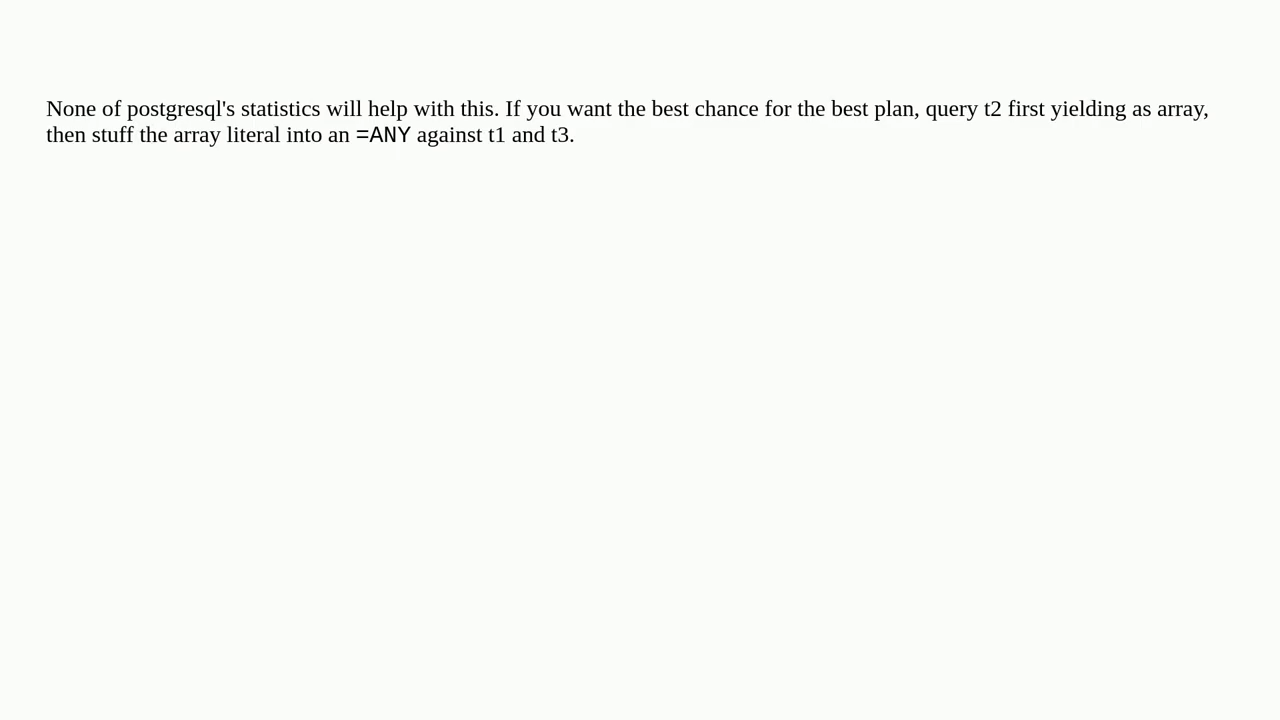 None of postgresql's statistics will help with this. If you want the best chance for the best plan, query t2 first yielding as array,
then stuff the array literal into an =ANY against t1 and t3.